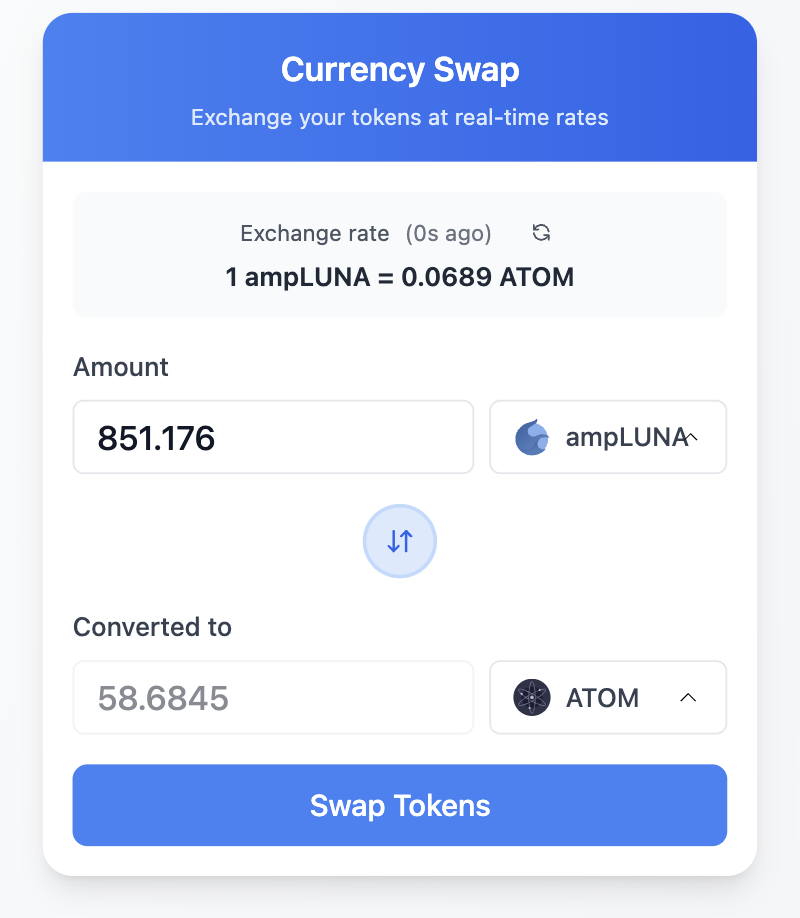 Currency Swap
Exchange your tokens at real-time rates
Exchange rate (0s ago)
1 ampLUNA = 0.0689 ATOM
Amount
851.176 ampLUNA
Converted to
58.6845 ATOM
Swap Tokens